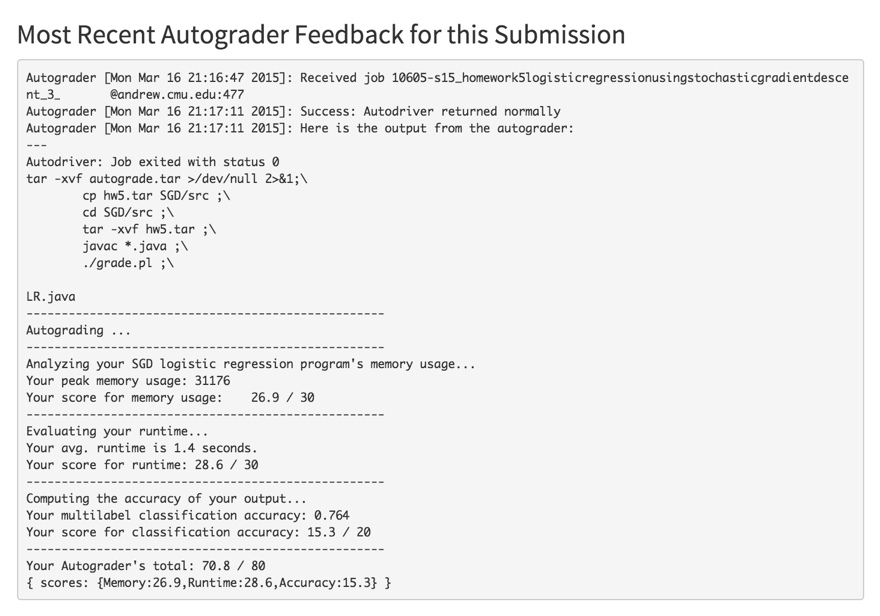 Most Recent Autograder Feedback for this Submission
Autograder [Mon Mar 16 21:16:47 2015]: Received job 10605-s15_homework5logisticregressionusingstochasticgradientdesce
nt_3_ @andrew.cmu.edu:477
Autograder [Mon Mar 16 21:17:11 2015]: Success: Autodriver returned normally
Autograder [Mon Mar 16 21:17:11 2015]: Here is the output from the autograder:
---
Autodriver: Job exited with status 0
tar -xvf autograde.tar >/dev/null 2>&1;\
cp hw5.tar SGD/src ;\
cd SGD/src ;\
tar -xvf hw5.tar ;\
javac *.java ;\
./grade.pl ;\
LR.java
---------------------------------------------------
Autograding ...
---------------------------------------------------
Analyzing your SGD logistic regression program's memory usage...
Your peak memory usage: 31176
Your score for memory usage: 26.9 / 30
---------------------------------------------------
Evaluating your runtime...
Your avg. runtime is 1.4 seconds.
Your score for runtime: 28.6 / 30
---------------------------------------------------
Computing the accuracy of your output...
Your multilabel classification accuracy: 0.764
Your score for classification accuracy: 15.3 / 20
---------------------------------------------------
Your Autograder's total: 70.8 / 80
{ scores: {Memory:26.9,Runtime:28.6,Accuracy:15.3} }